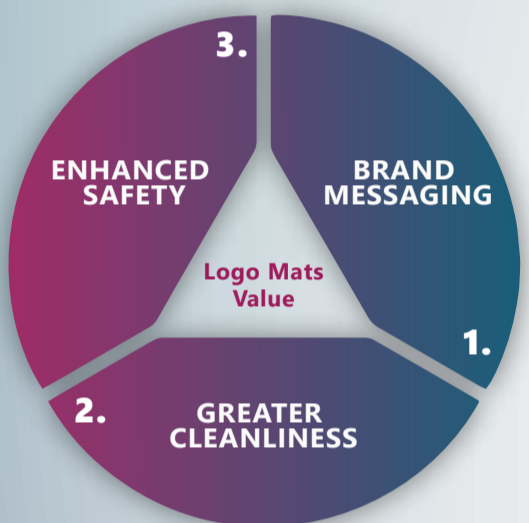 3.
ENHANCED
SAFETY
BRAND
MESSAGING
Logo Mats
Value
1.
2.
GREATER
CLEANLINESS